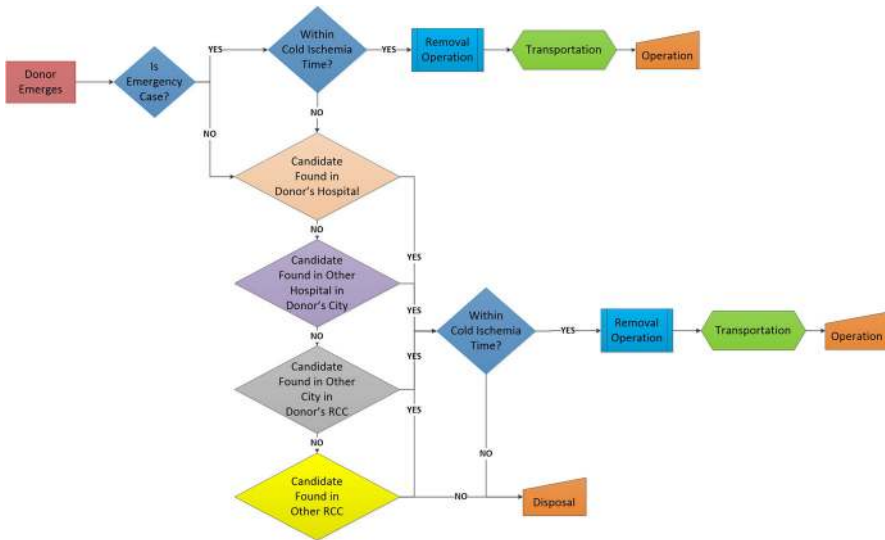 Donor
Emerges
Is
Emergency
Case?
YES
NO
Within
Cold Ischemia
Time?
YES
NO
Removal
Operation
Transportation
Operation
Candidate
Found in
Donor's Hospital
YES
NO
Candidate
Found in Other
Hospital in
Donor's City
YES
NO
Candidate
Found in Other
City in
Donor's RCC
YES
NO
Candidate
Found in
Other RCC
YES
NO
Within
Cold Ischemia
Time?
YES
NO
Removal
Operation
Transportation
Operation
Disposal